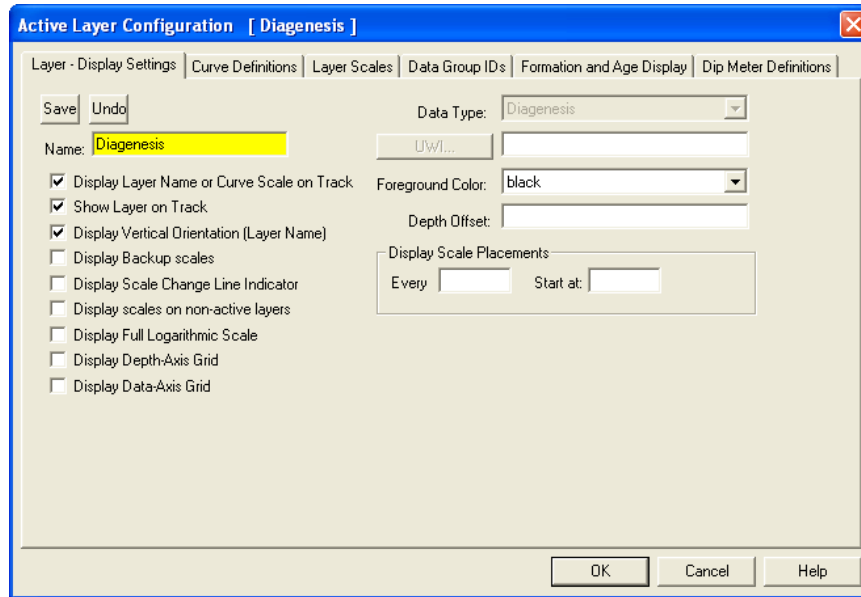 Active Layer Configuration [ Diagenesis ]
Layer - Display Settings Curve Definitions Layer Scales Data Group IDs Formation and Age Display Dip Meter Definitions
Save Undo
Name: Diagenesis
Display Layer Name or Curve Scale on Track
Show Layer on Track
Display Vertical Orientation (Layer Name)
Display Backup scales
Display Scale Change Line Indicator
Display scales on non-active layers
Display Full Logarithmic Scale
Display Depth-Axis Grid
Display Data-Axis Grid
Data Type: Diagenesis
UWI...
Foreground Color: black
Depth Offset:
Display Scale Placements
Every Start at:
OK Cancel Help